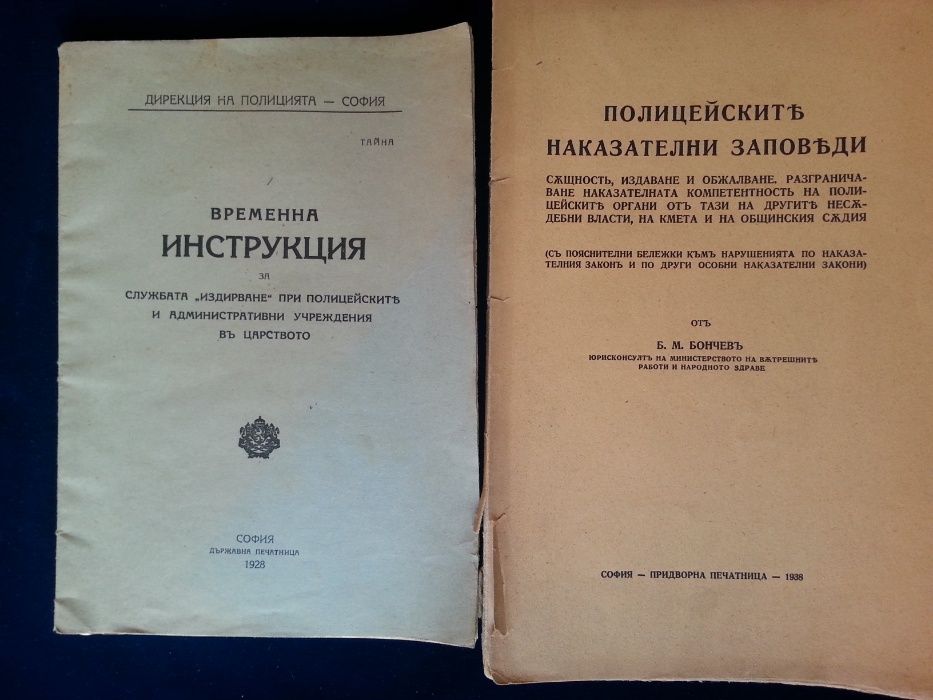 ДИРЕКЦИЯ НА ПОЛИЦИЯТА — СОФИЯ
ТАЙНА
ВРЕМЕННА
ИНСТРУКЦИЯ
ЗА
СЛУЖБАТА „ИЗДИРВАНЕ“ ПРИ ПОЛИЦЕЙСКИТѢ
И АДМИНИСТРАТИВНИ УЧРЕЖДЕНИЯ
ВЪ ЦАРСТВОТО
СОФИЯ
ДЪРЖАВНА ПЕЧАТНИЦА
1928
ПОЛИЦЕЙСКИТѢ
НАКАЗАТЕЛНИ ЗАПОВѢДИ
СѪЩНОСТЬ, ИЗДАВАНЕ И ОБЖАЛВАНЕ. РАЗГРАНИЧА-
ВАНЕ НАКАЗАТЕЛНАТА КОМПЕТЕНТНОСТЬ НА ПОЛИ-
ЦЕЙСКИТѢ ОРГАНИ ОТЪ ТАЗИ НА ДРУГИТѢ НЕСѪ-
ДЕБНИ ВЛАСТИ, НА КМЕТА И НА ОБЩИНСКИЯ СѪДИЯ
(СЪ ПОЯСНИТЕЛНИ БЕЛЕЖКИ КЪМЪ НАРУШЕНИЯТА ПО НАКАЗА-
ТЕЛНИЯ ЗАКОНЪ И ПО ДРУГИ ОСОБНИ НАКАЗАТЕЛНИ ЗАКОНИ)
ОТЪ
Б. М. БОНЧЕВЪ
ЮРИСКОНСУЛТЪ НА МИНИСТЕРСТВОТО НА ВѪТРЕШНИТѢ
РАБОТИ И НАРОДНОТО ЗДРАВЕ
СОФИЯ — ПРИДВОРНА ПЕЧАТНИЦА — 1938